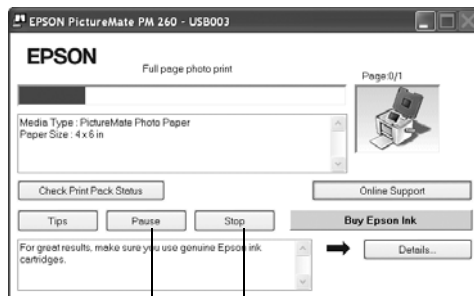 EPSON PictureMate PM 260 - USB003
EPSON
Full page photo print
Page:0/1
Media Type : PictureMate Photo Paper
Paper Size : 4 x 6 in
Check Print Pack Status
Online Support
Tips
Pause
Stop
Buy Epson Ink
For great results, make sure you use genuine Epson ink
cartridges.
Details...